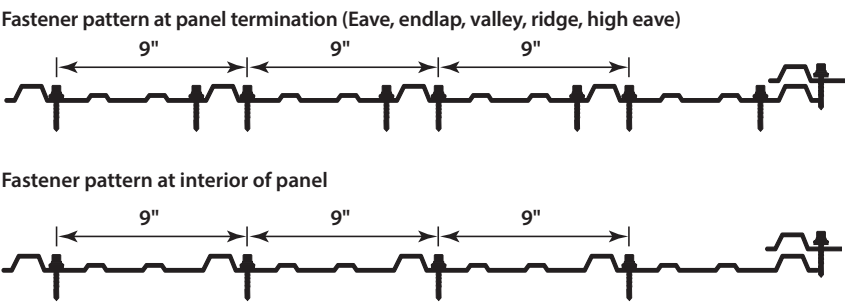 Fastener pattern at panel termination (Eave, endlap, valley, ridge, high eave)
9" 9" 9"
Fastener pattern at interior of panel
9" 9" 9"